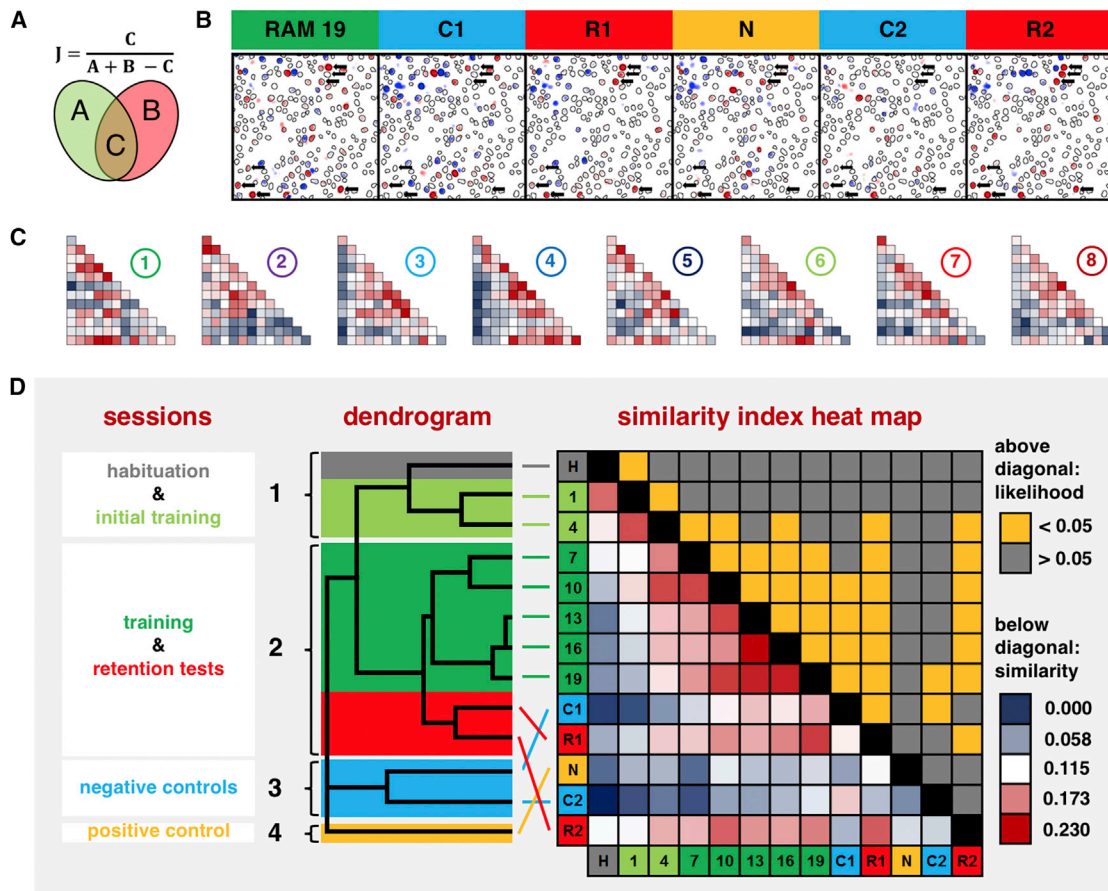 A
J = C / A + B − C
A
B
C
B
RAM 19 C1 R1 N C2 R2
C
1 2 3 4 5 6 7 8
D
sessions dendrogram similarity index heat map
habituation
&
initial training
training
&
retention tests
negative controls
positive control
1
2
3
4
H
1
4
7
10
13
16
19
C1
R1
N
C2
R2
H 1 4 7 10 13 16 19 C1 R1 N C2 R2
above
diagonal:
likelihood
< 0.05
> 0.05
below
diagonal:
similarity
0.000
0.058
0.115
0.173
0.230